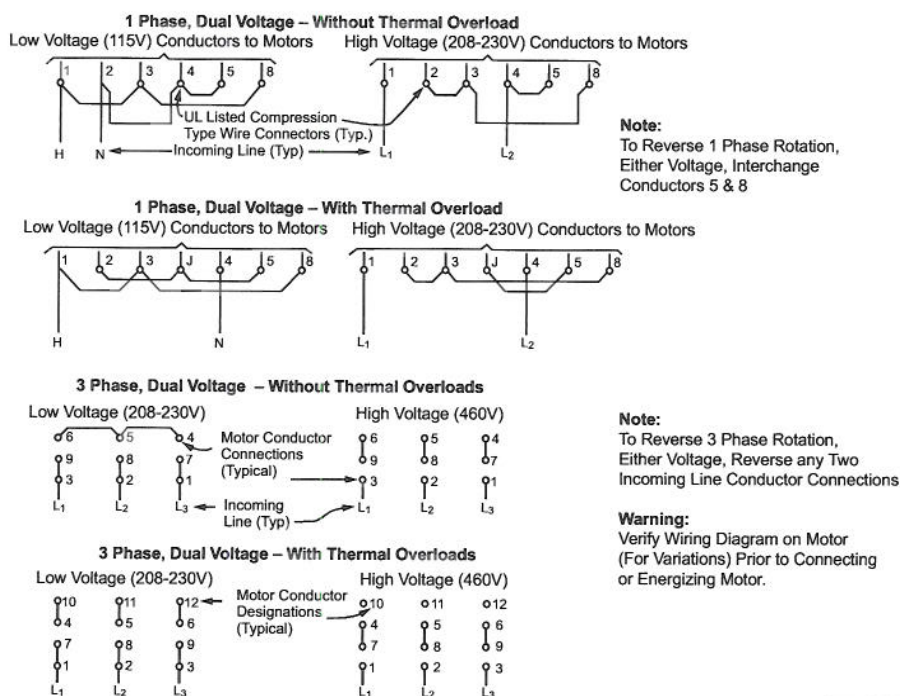 1 Phase, Dual Voltage – Without Thermal Overload
Low Voltage (115V) Conductors to Motors
High Voltage (208-230V) Conductors to Motors
1 2 3 4 5 8
1 2 3 4 5 8
UL Listed Compression
Type Wire Connectors (Typ.)
H N
Incoming Line (Typ)
L1 L2
Note:
To Reverse 1 Phase Rotation,
Either Voltage, Interchange
Conductors 5 & 8
1 Phase, Dual Voltage – With Thermal Overload
Low Voltage (115V) Conductors to Motors
High Voltage (208-230V) Conductors to Motors
1 2 3 J 4 5 8
1 2 3 J 4 5 8
H N
L1 L2
3 Phase, Dual Voltage – Without Thermal Overloads
Low Voltage (208-230V)
High Voltage (460V)
6 5 4
9 8 7
3 2 1
L1 L2 L3
Motor Conductor
Connections
(Typical)
Incoming
Line (Typ)
6 5 4
9 8 7
3 2 1
L1 L2 L3
Note:
To Reverse 3 Phase Rotation,
Either Voltage, Reverse any Two
Incoming Line Conductor Connections
Warning:
Verify Wiring Diagram on Motor
(For Variations) Prior to Connecting
or Energizing Motor.
3 Phase, Dual Voltage – With Thermal Overloads
Low Voltage (208-230V)
High Voltage (460V)
10 11 12
4 5 6
7 8 9
1 2 3
L1 L2 L3
Motor Conductor
Designations
(Typical)
10 11 12
4 5 6
7 8 9
1 2 3
L1 L2 L3